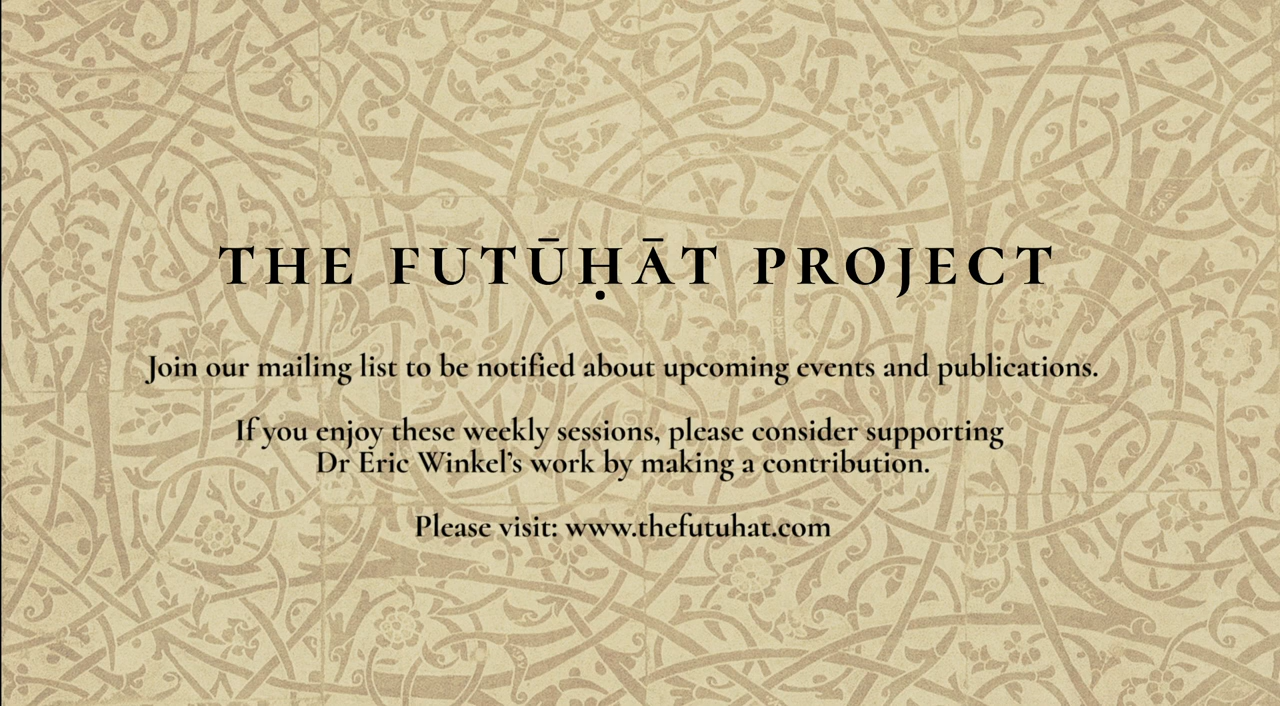 THE FUTŪḤĀT PROJECT
Join our mailing list to be notified about upcoming events and publications.
If you enjoy these weekly sessions, please consider supporting
Dr Eric Winkel’s work by making a contribution.
Please visit: www.thefutuhat.com